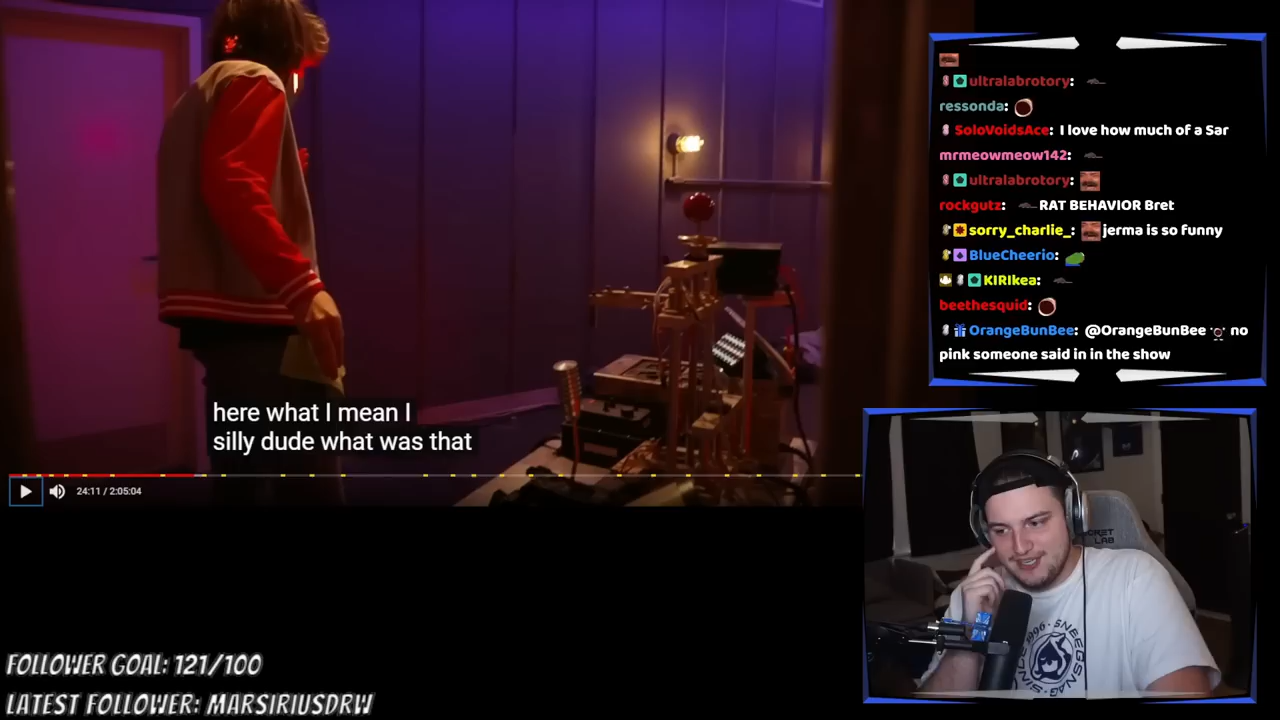 ultralabrotory:
ressonda:
SoloVoidsAce: I love how much of a Sar
mrmeowmeow142:
ultralabrotory:
rockgutz: RAT BEHAVIOR Bret
sorry_charlie_: jerma is so funny
BlueCheerio:
KIRIkea:
beethesquid:
OrangeBunBee: @OrangeBunBee no
pink someone said in in the show
here what I mean I
silly dude what was that
24:11 / 2:05:04
SNEEGSNAG
FOLLOWER GOAL: 121/100
LATEST FOLLOWER: MARSIRIUSDRW